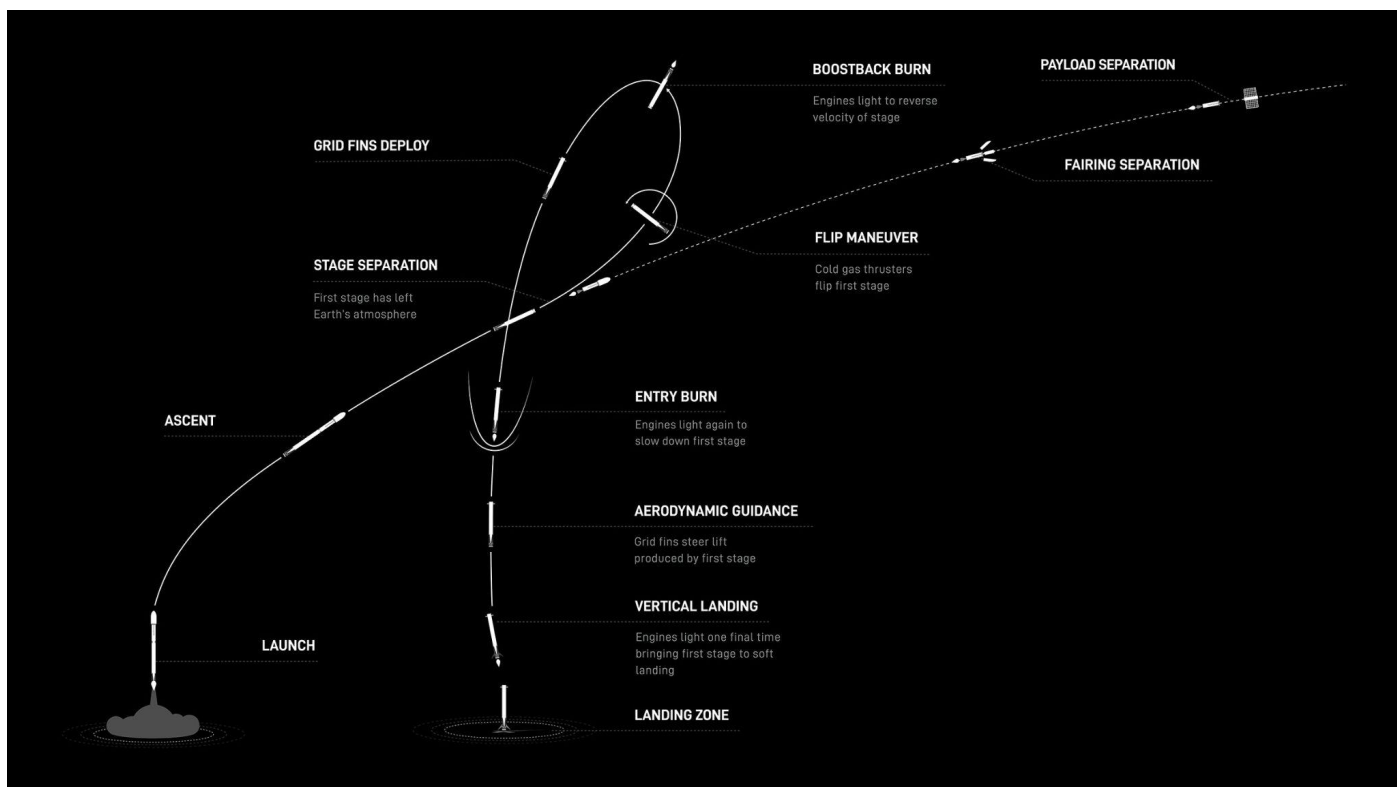 BOOSTBACK BURN
Engines light to reverse
velocity of stage
PAYLOAD SEPARATION
GRID FINS DEPLOY
FAIRING SEPARATION
FLIP MANEUVER
Cold gas thrusters
flip first stage
STAGE SEPARATION
First stage has left
Earth's atmosphere
ENTRY BURN
Engines light again to
slow down first stage
ASCENT
AERODYNAMIC GUIDANCE
Grid fins steer lift
produced by first stage
VERTICAL LANDING
Engines light one final time
bringing first stage to soft
landing
LAUNCH
LANDING ZONE